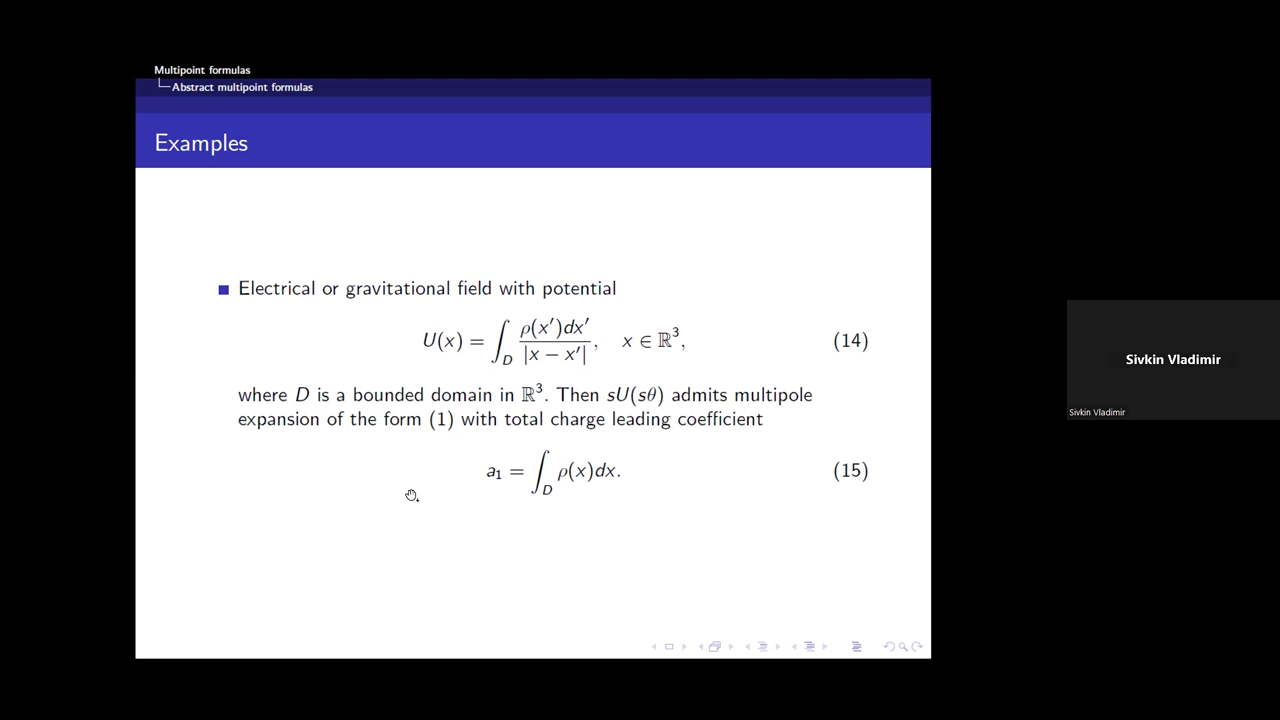 Multipoint formulas
Abstract multipoint formulas
Examples
Electrical or gravitational field with potential
U(x) = ∫_D ρ(x′)dx′ / |x − x′|, x ∈ ℝ³, (14)
where D is a bounded domain in ℝ³. Then sU(sθ) admits multipole
expansion of the form (1) with total charge leading coefficient
a₁ = ∫_D ρ(x)dx. (15)
Sivkin Vladimir
Sivkin Vladimir